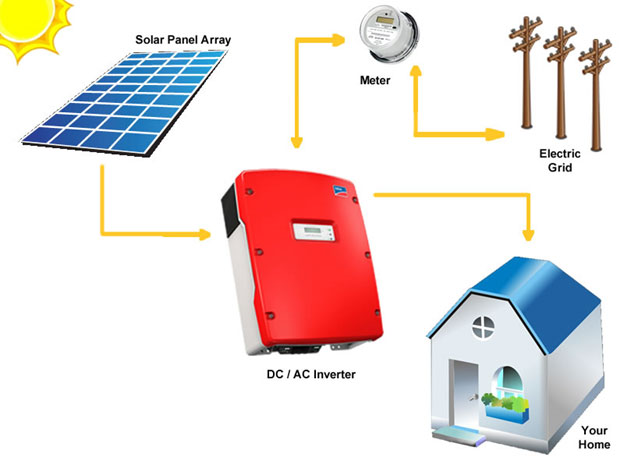 Solar Panel Array
Meter
Electric
Grid
DC / AC Inverter
Your
Home